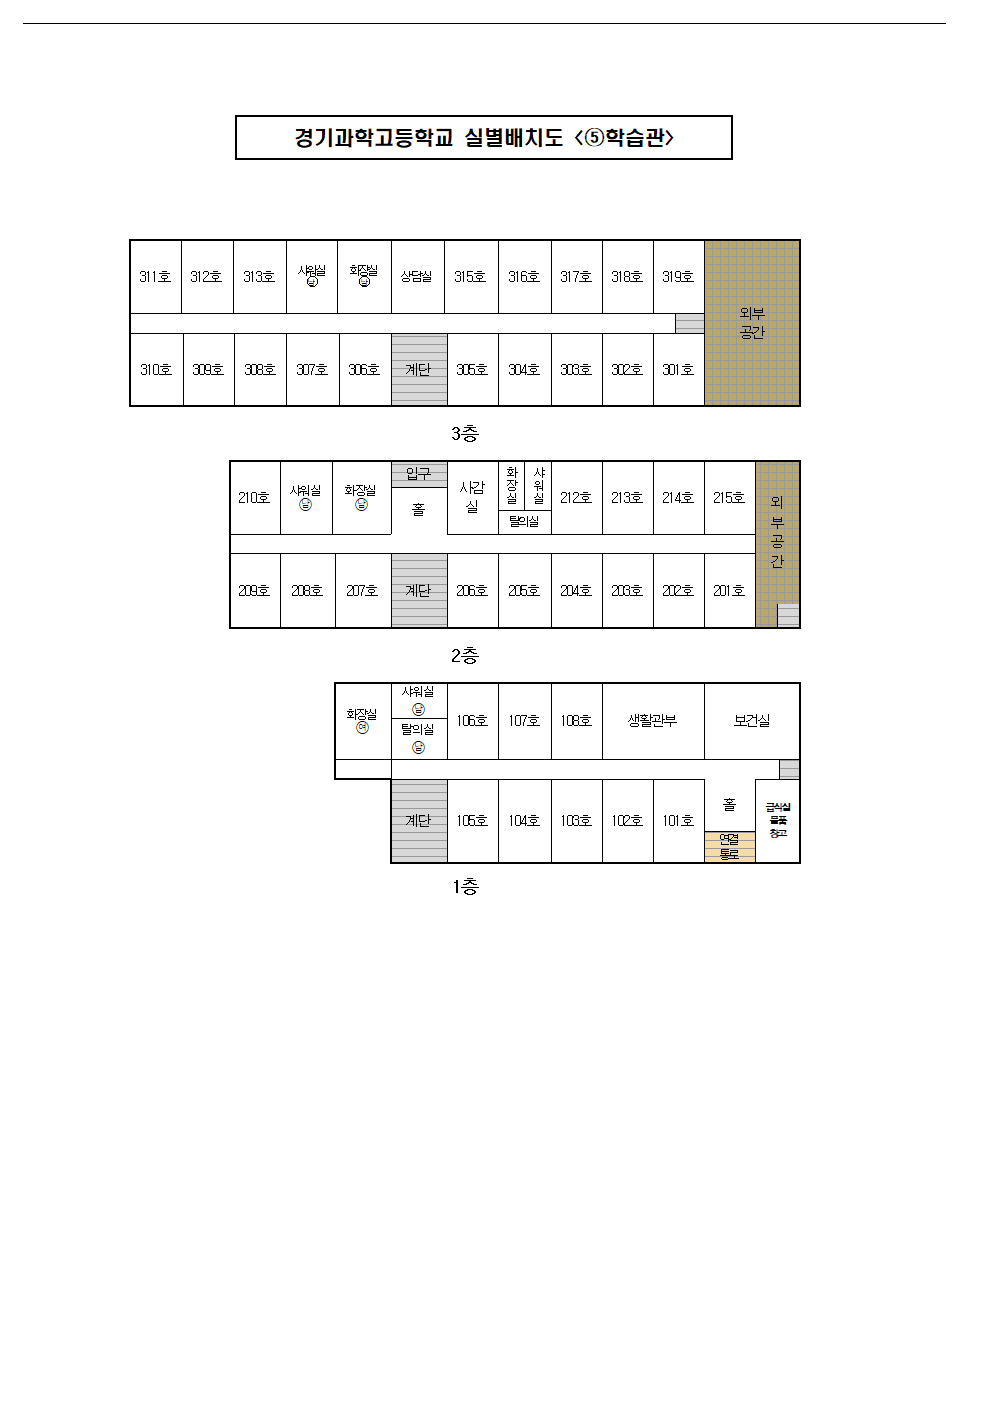 경기과학고등학교 실별배치도 <⑤학습관>
311호 312호 313호 샤워실 ㉯ 화장실 ㉯ 상담실 315호 316호 317호 318호 319호
외부
공간
310호 309호 308호 307호 306호 계단 305호 304호 303호 302호 301호
3층
210호 샤워실 남 화장실 남 입구 홀 사감실 화장실 샤워실 탈의실 212호 213호 214호 215호
외부공간
209호 208호 207호 계단 206호 205호 204호 203호 202호 201호
2층
화장실 여 샤워실 남 탈의실 남 106호 107호 108호 생활관부 보건실
계단 105호 104호 103호 102호 101호 홀
연결
통로
급식실
물품
창고
1층